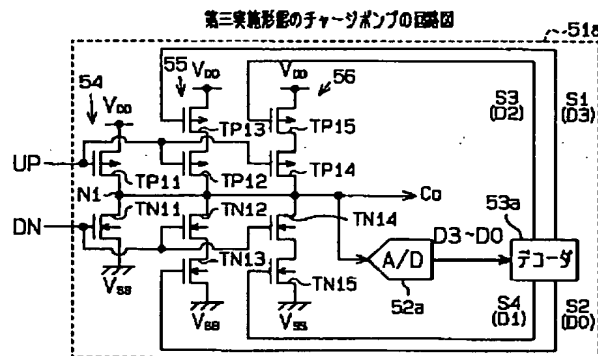 第三実施形態のチャージポンプの回路図
51a
54
55
56
VDD
VDD
VDD
TP13
TP15
S3
(D2)
S1
(D3)
UP
TP11
TP12
TP14
N1
CO
DN
TN11
TN12
TN14
53a
D3~D0
A/D
デコーダ
52a
TN13
TN15
VSS
VSS
VSS
S4
(D1)
S2
(D0)